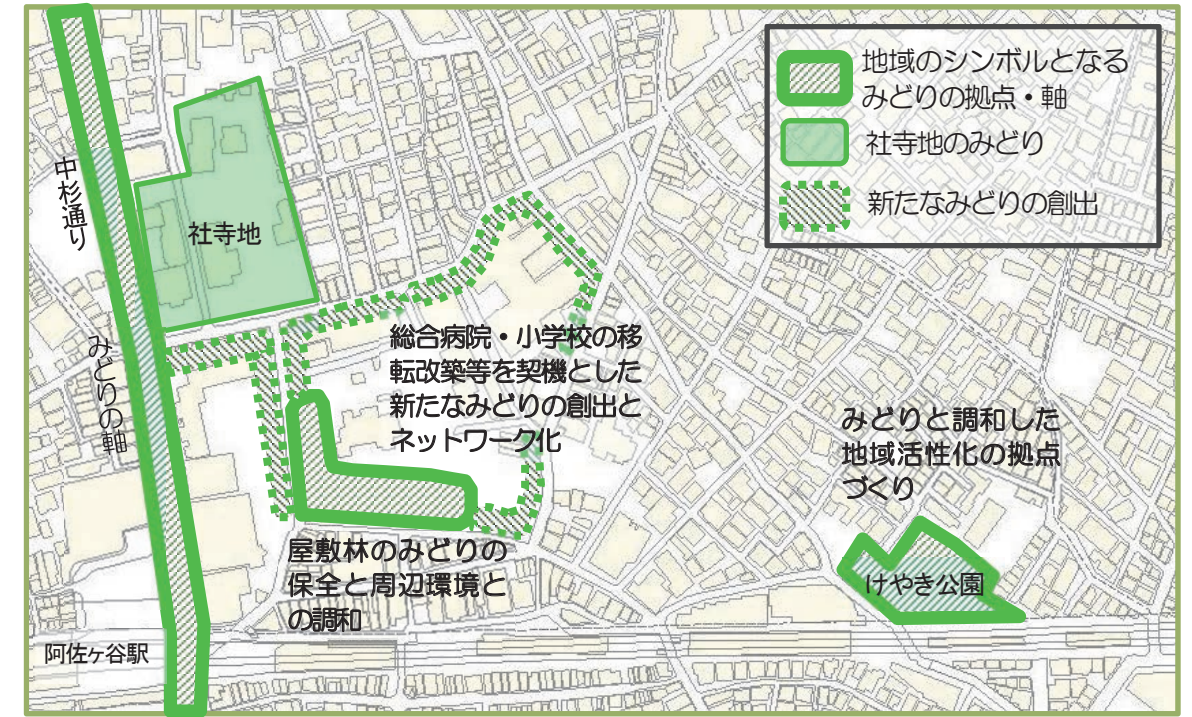 地域のシンボルとなる
みどりの拠点・軸
社寺地のみどり
新たなみどりの創出
中杉通り
社寺地
みどりの軸
総合病院・小学校の移
転改築等を契機とした
新たなみどりの創出と
ネットワーク化
みどりと調和した
地域活性化の拠点
づくり
屋敷林のみどりの
保全と周辺環境と
の調和
けやき公園
阿佐ヶ谷駅